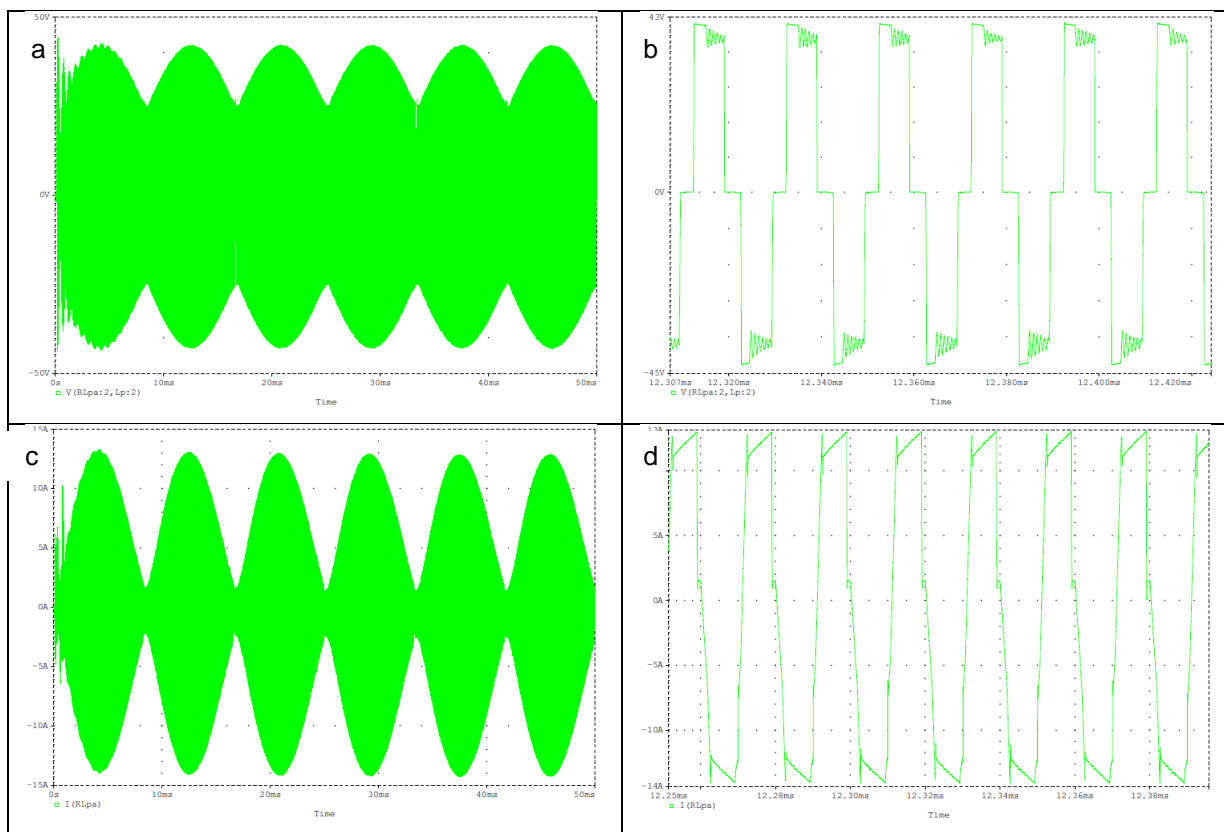 a
50V
0V
-50V
0s 10ms 20ms 30ms 40ms 50ms
V(RLpa:2,Lp:2)
Time
b
43V
0V
-45V
12.307ms 12.320ms 12.340ms 12.360ms 12.380ms 12.400ms 12.420ms
V(RLpa:2,Lp:2)
Time
c
15A
10A
5A
0A
-5A
-10A
-15A
0s 10ms 20ms 30ms 40ms 50ms
I(RLpa)
Time
d
13A
5A
0A
-5A
-10A
-14A
12.25ms 12.28ms 12.30ms 12.32ms 12.34ms 12.36ms 12.38ms
I(RLpa)
Time